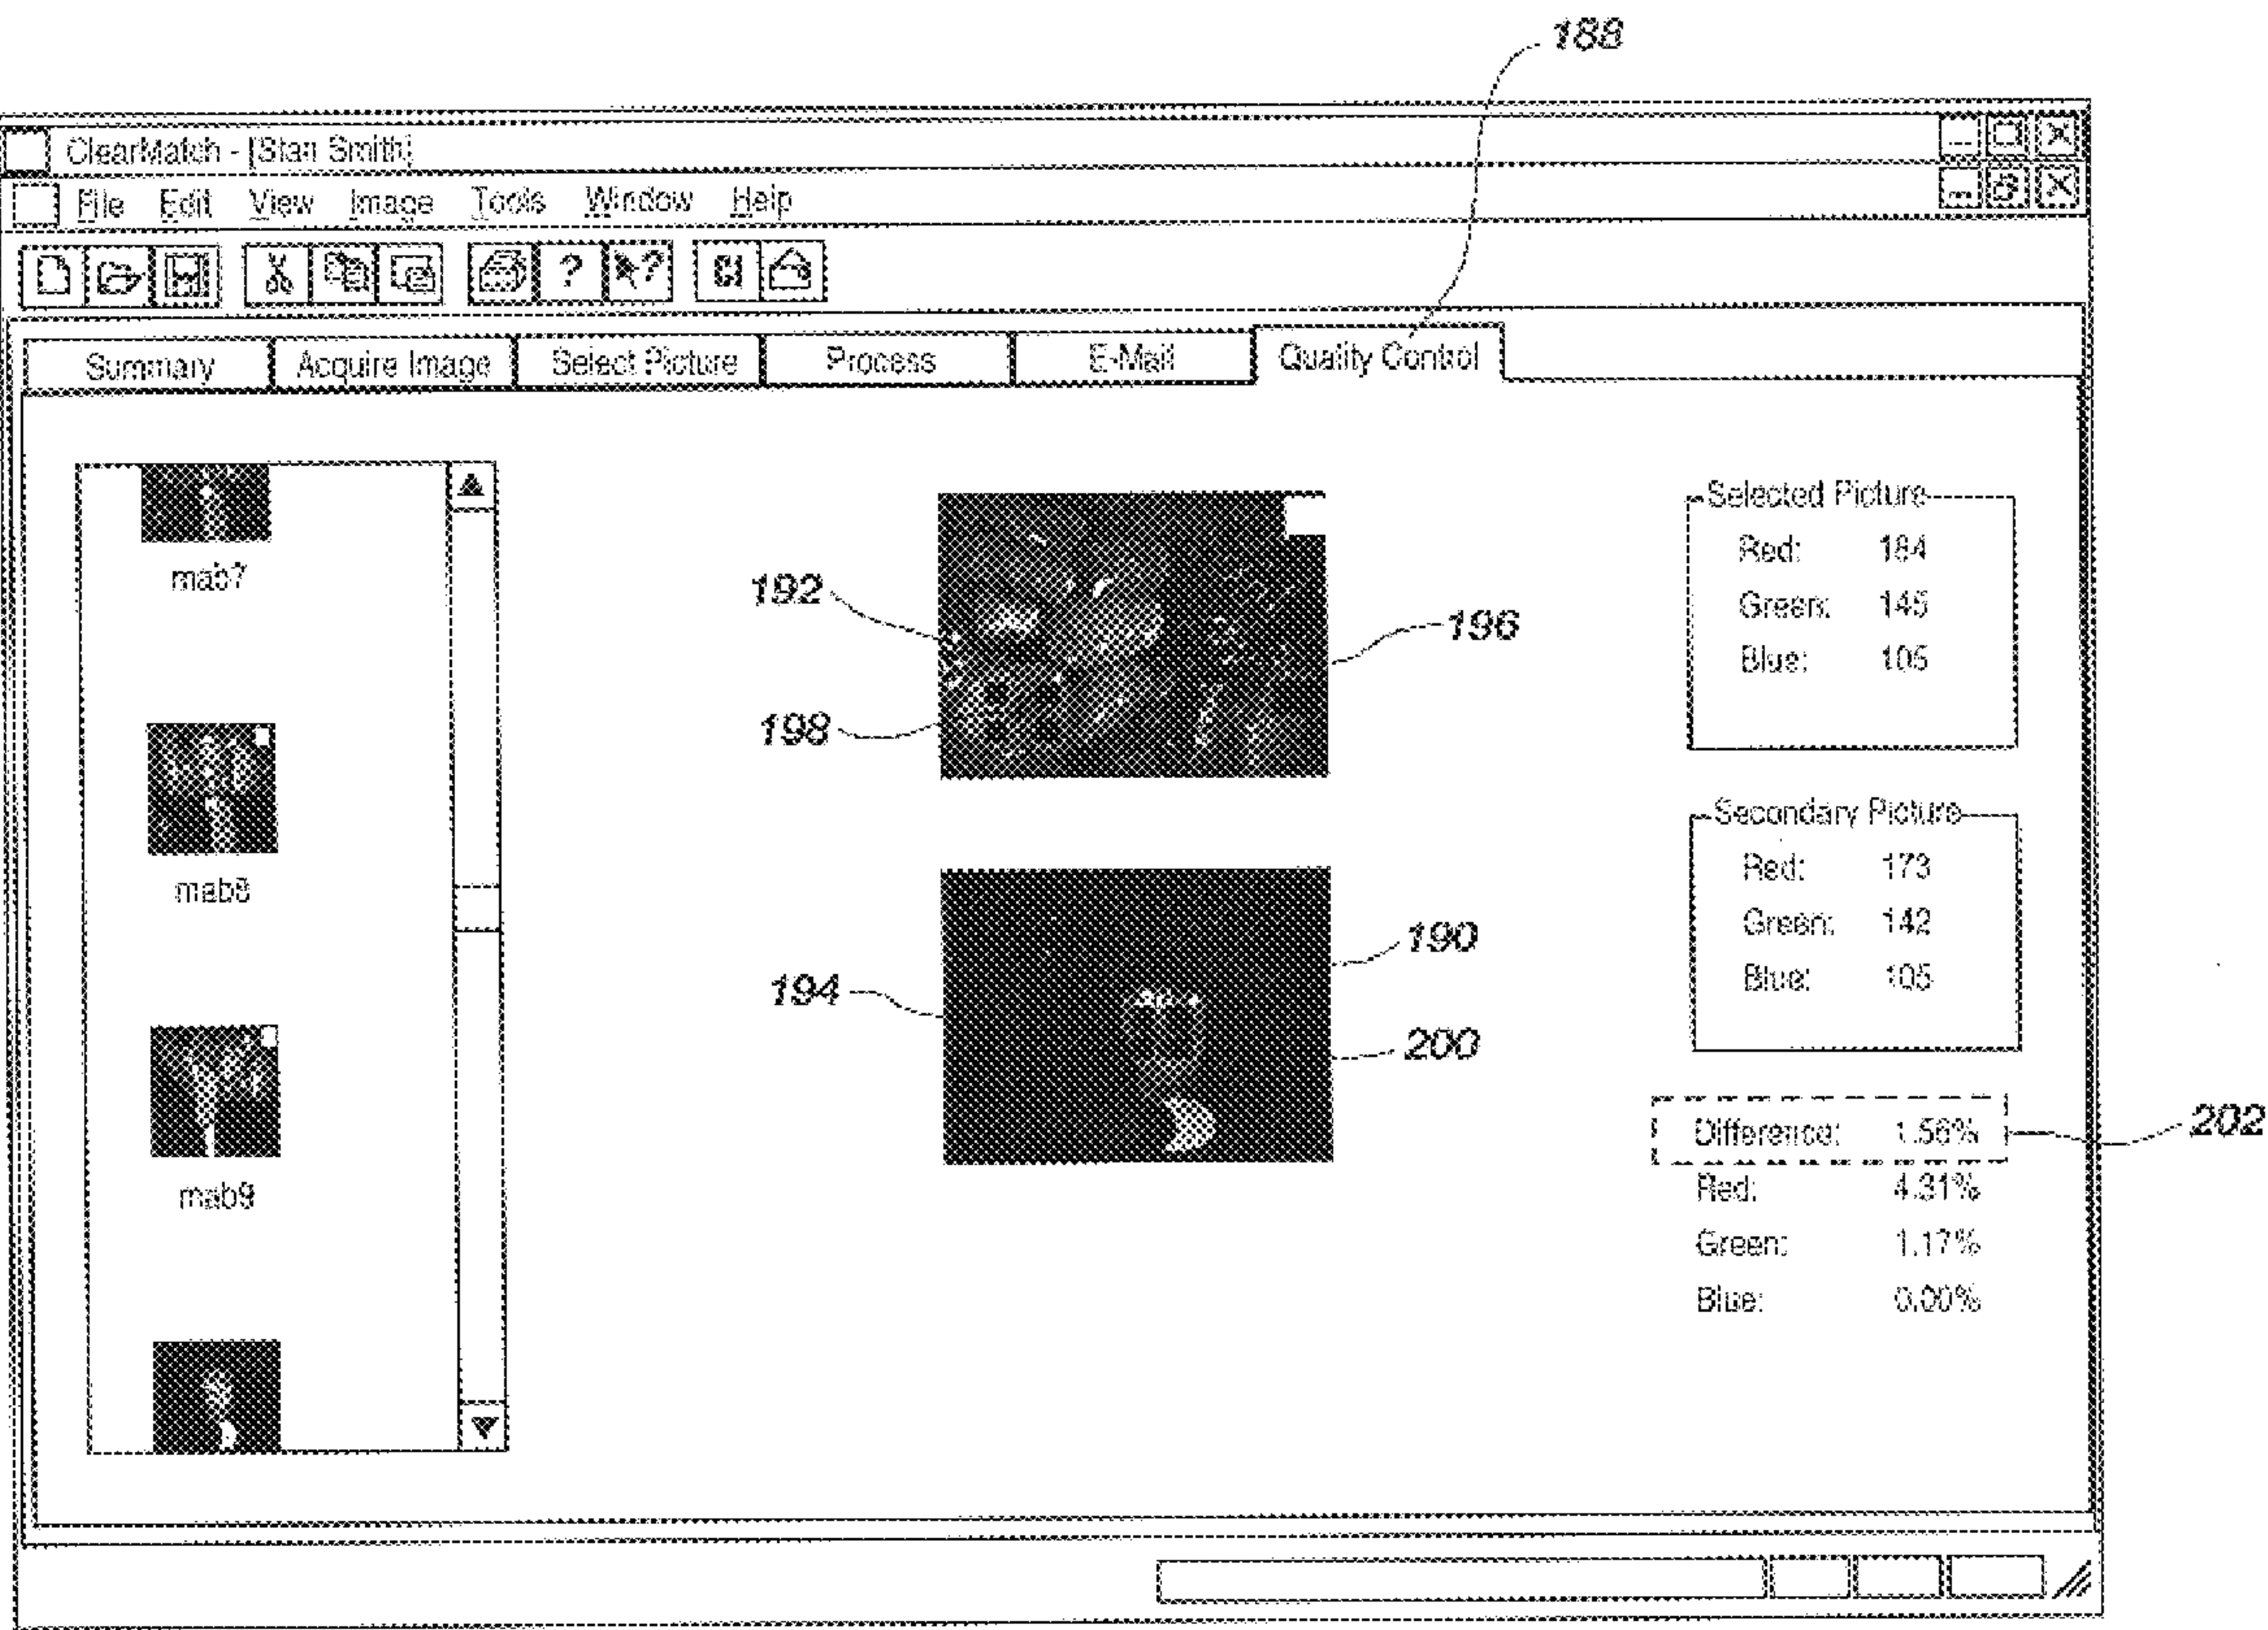 188
ClearMatch - [Stan Smith]
File Edit View Image Tools Window Help
Summary Acquire Image Select Picture Process E-Mail Quality Control
mab7
mab8
mab9
192
198
196
194
190
200
Selected Picture
Red: 184
Green: 145
Blue: 105
Secondary Picture
Red: 173
Green: 142
Blue: 105
Difference: 1.56%
202
Red: 4.31%
Green: 1.17%
Blue: 0.00%